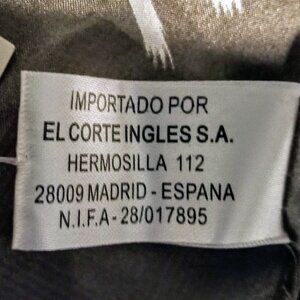 IMPORTADO POR
EL CORTE INGLES S.A.
HERMOSILLA 112
28009 MADRID - ESPANA
N.I.F.A - 28/017895